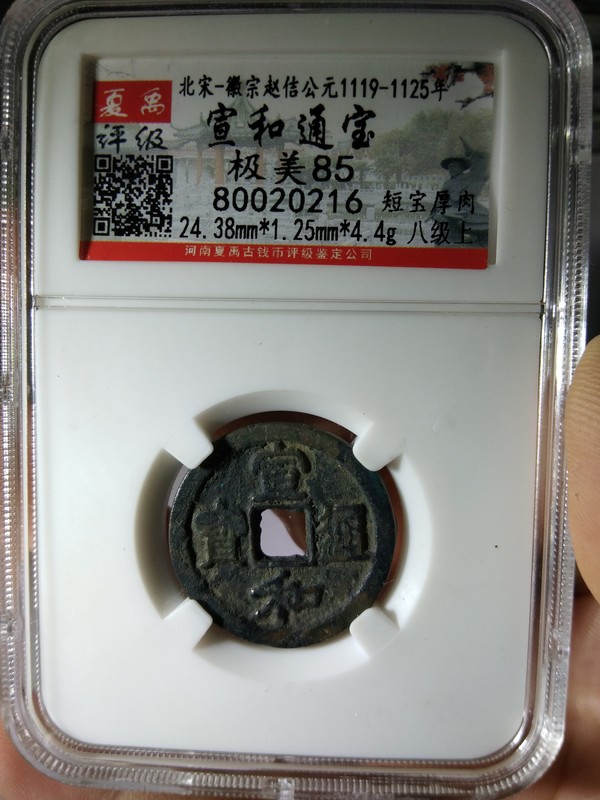 北宋-徽宗赵佶公元1119-1125年
夏禹
评级
宣和通宝
极美85
80020216 短宝厚肉
24.38mm*1.25mm*4.4g 八级上
河南夏禹古钱币评级鉴定公司
宣
寳 通
和